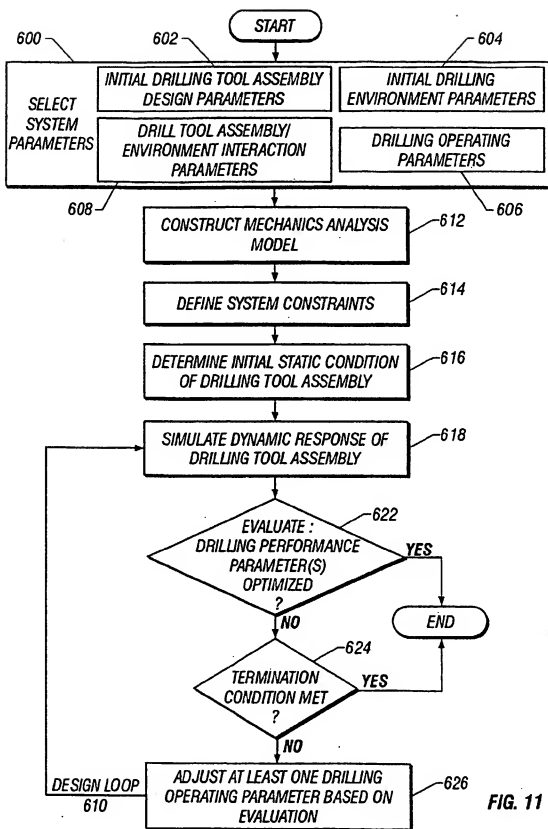 START
600
602
604
SELECT
SYSTEM
PARAMETERS
INITIAL DRILLING TOOL ASSEMBLY
DESIGN PARAMETERS
INITIAL DRILLING
ENVIRONMENT PARAMETERS
DRILL TOOL ASSEMBLY/
ENVIRONMENT INTERACTION
PARAMETERS
DRILLING OPERATING
PARAMETERS
608
606
CONSTRUCT MECHANICS ANALYSIS
MODEL
612
DEFINE SYSTEM CONSTRAINTS
614
DETERMINE INITIAL STATIC CONDITION
OF DRILLING TOOL ASSEMBLY
616
SIMULATE DYNAMIC RESPONSE OF
DRILLING TOOL ASSEMBLY
618
EVALUATE :
DRILLING PERFORMANCE
PARAMETER(S)
OPTIMIZED
?
622
YES
NO
END
TERMINATION
CONDITION MET
?
624
YES
NO
DESIGN LOOP
610
ADJUST AT LEAST ONE DRILLING
OPERATING PARAMETER BASED ON
EVALUATION
626
FIG. 11